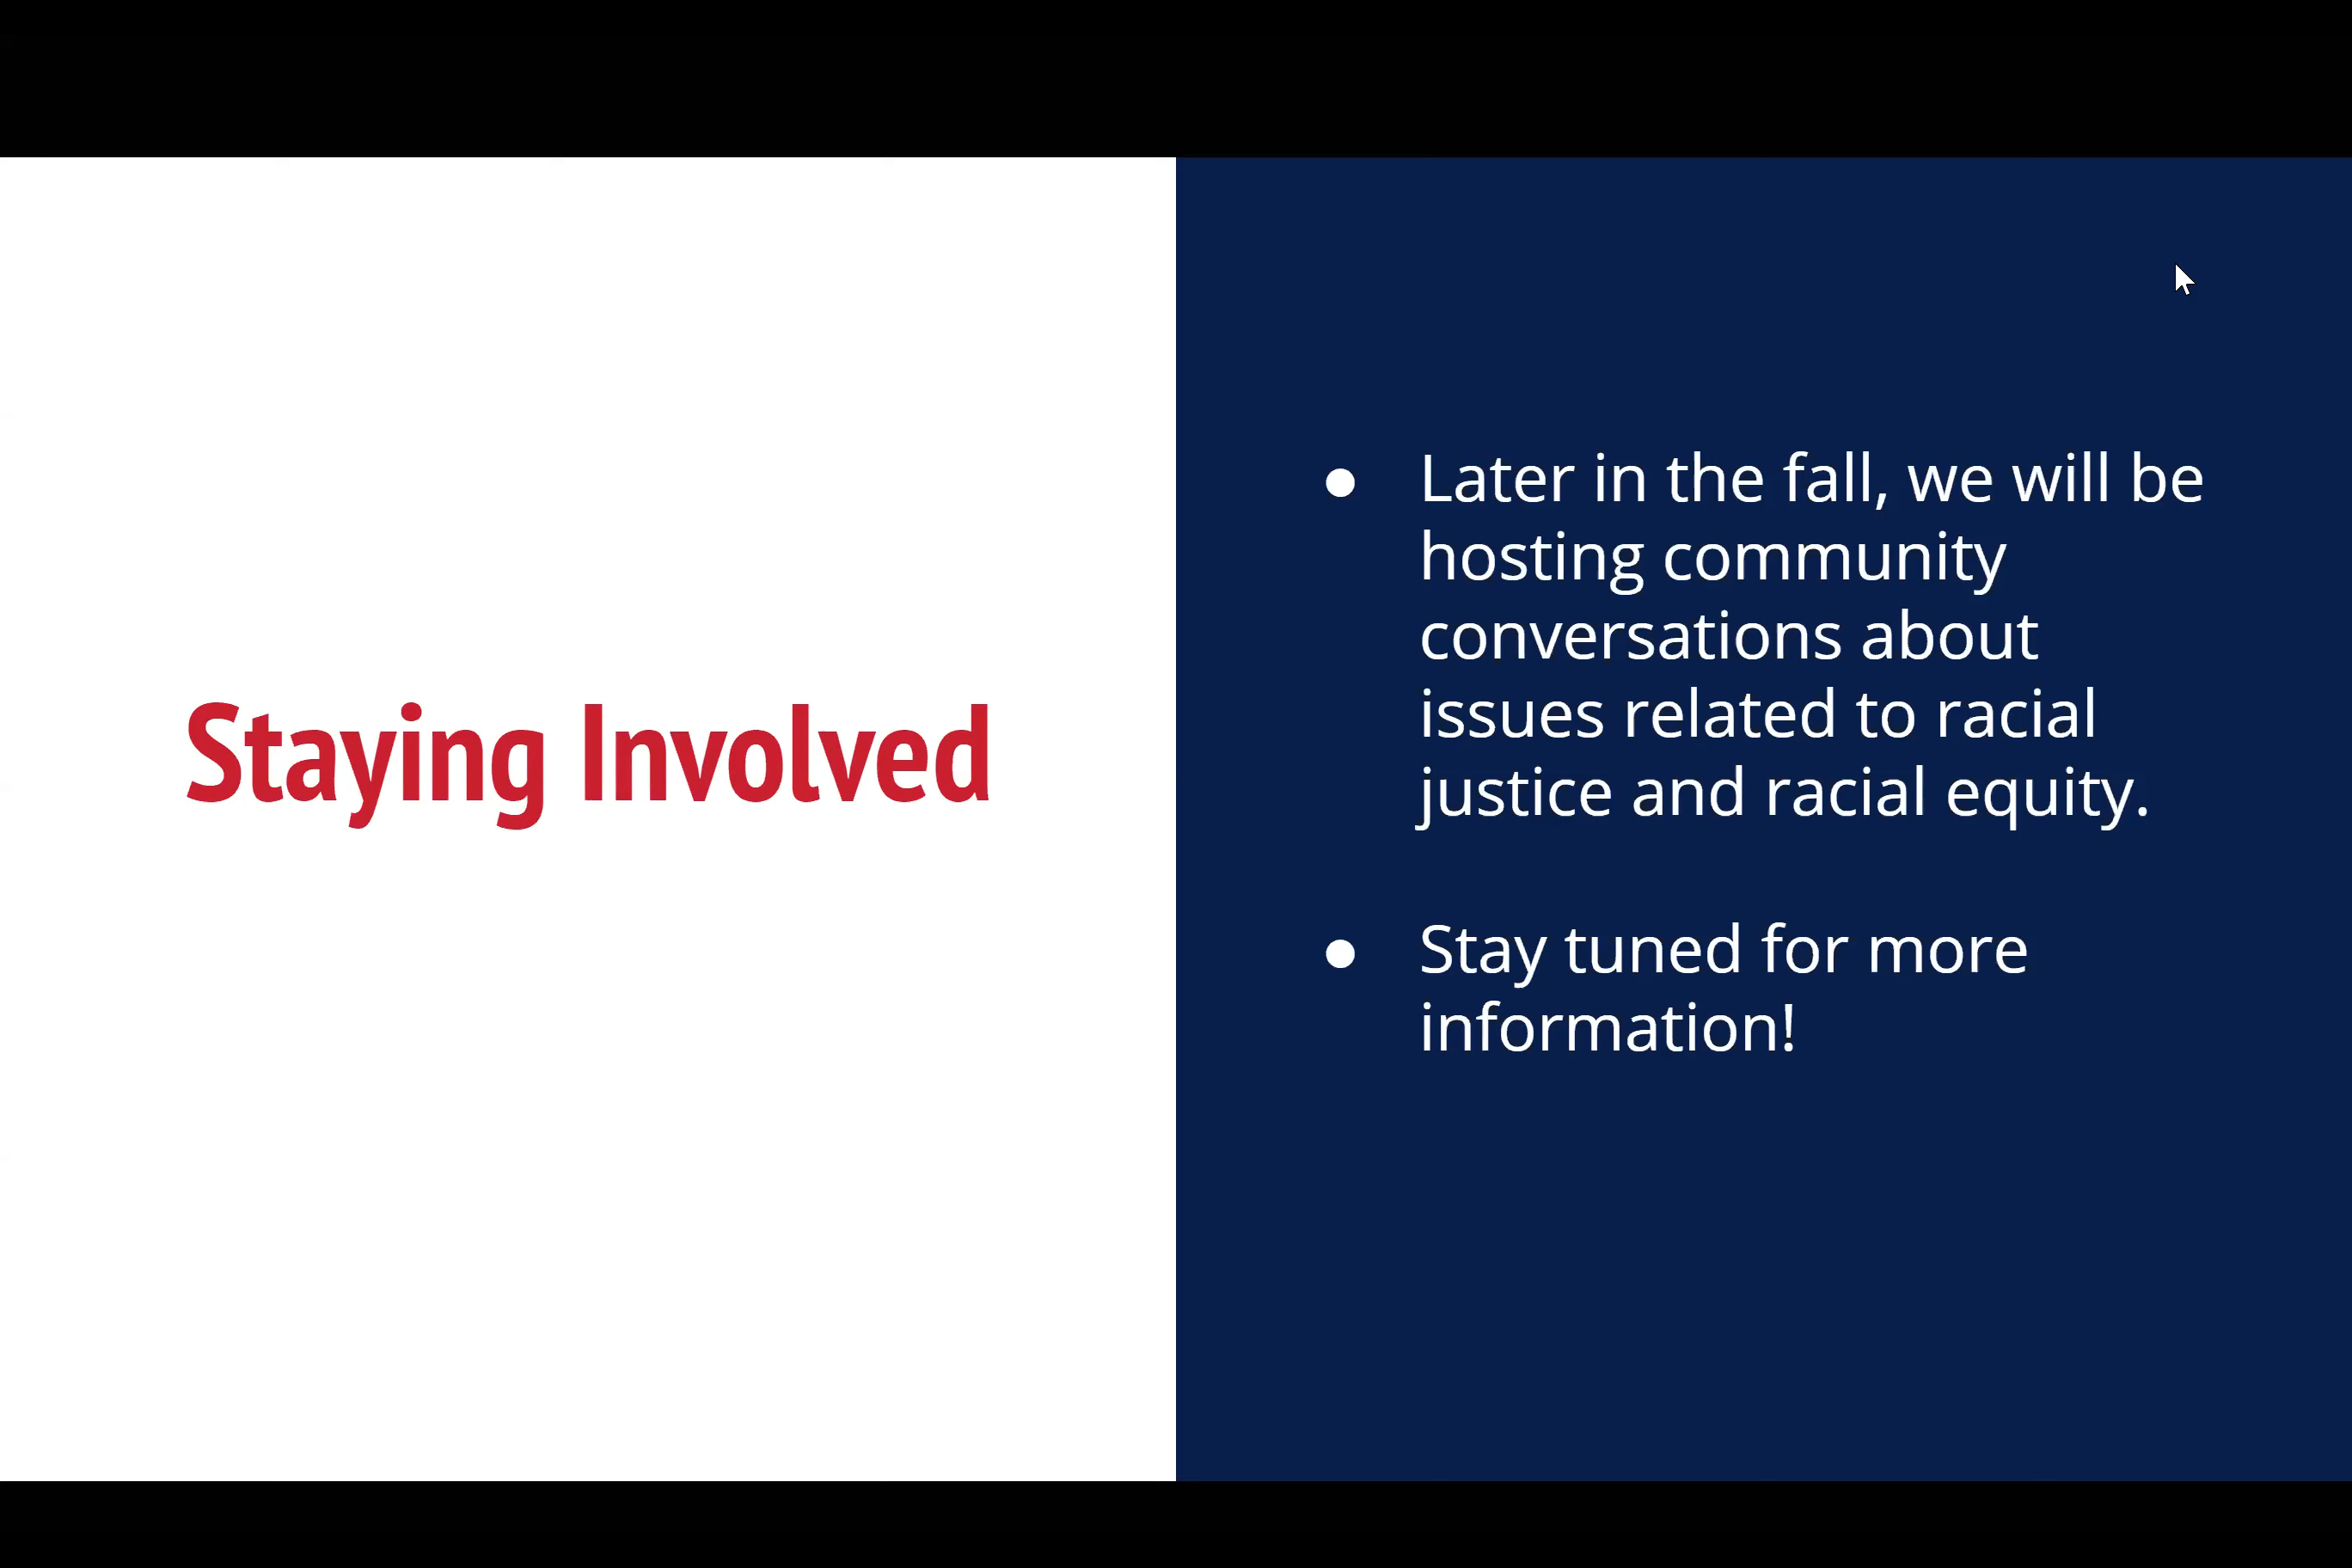 Staying Involved
● Later in the fall, we will be
hosting community
conversations about
issues related to racial
justice and racial equity.
● Stay tuned for more
information!